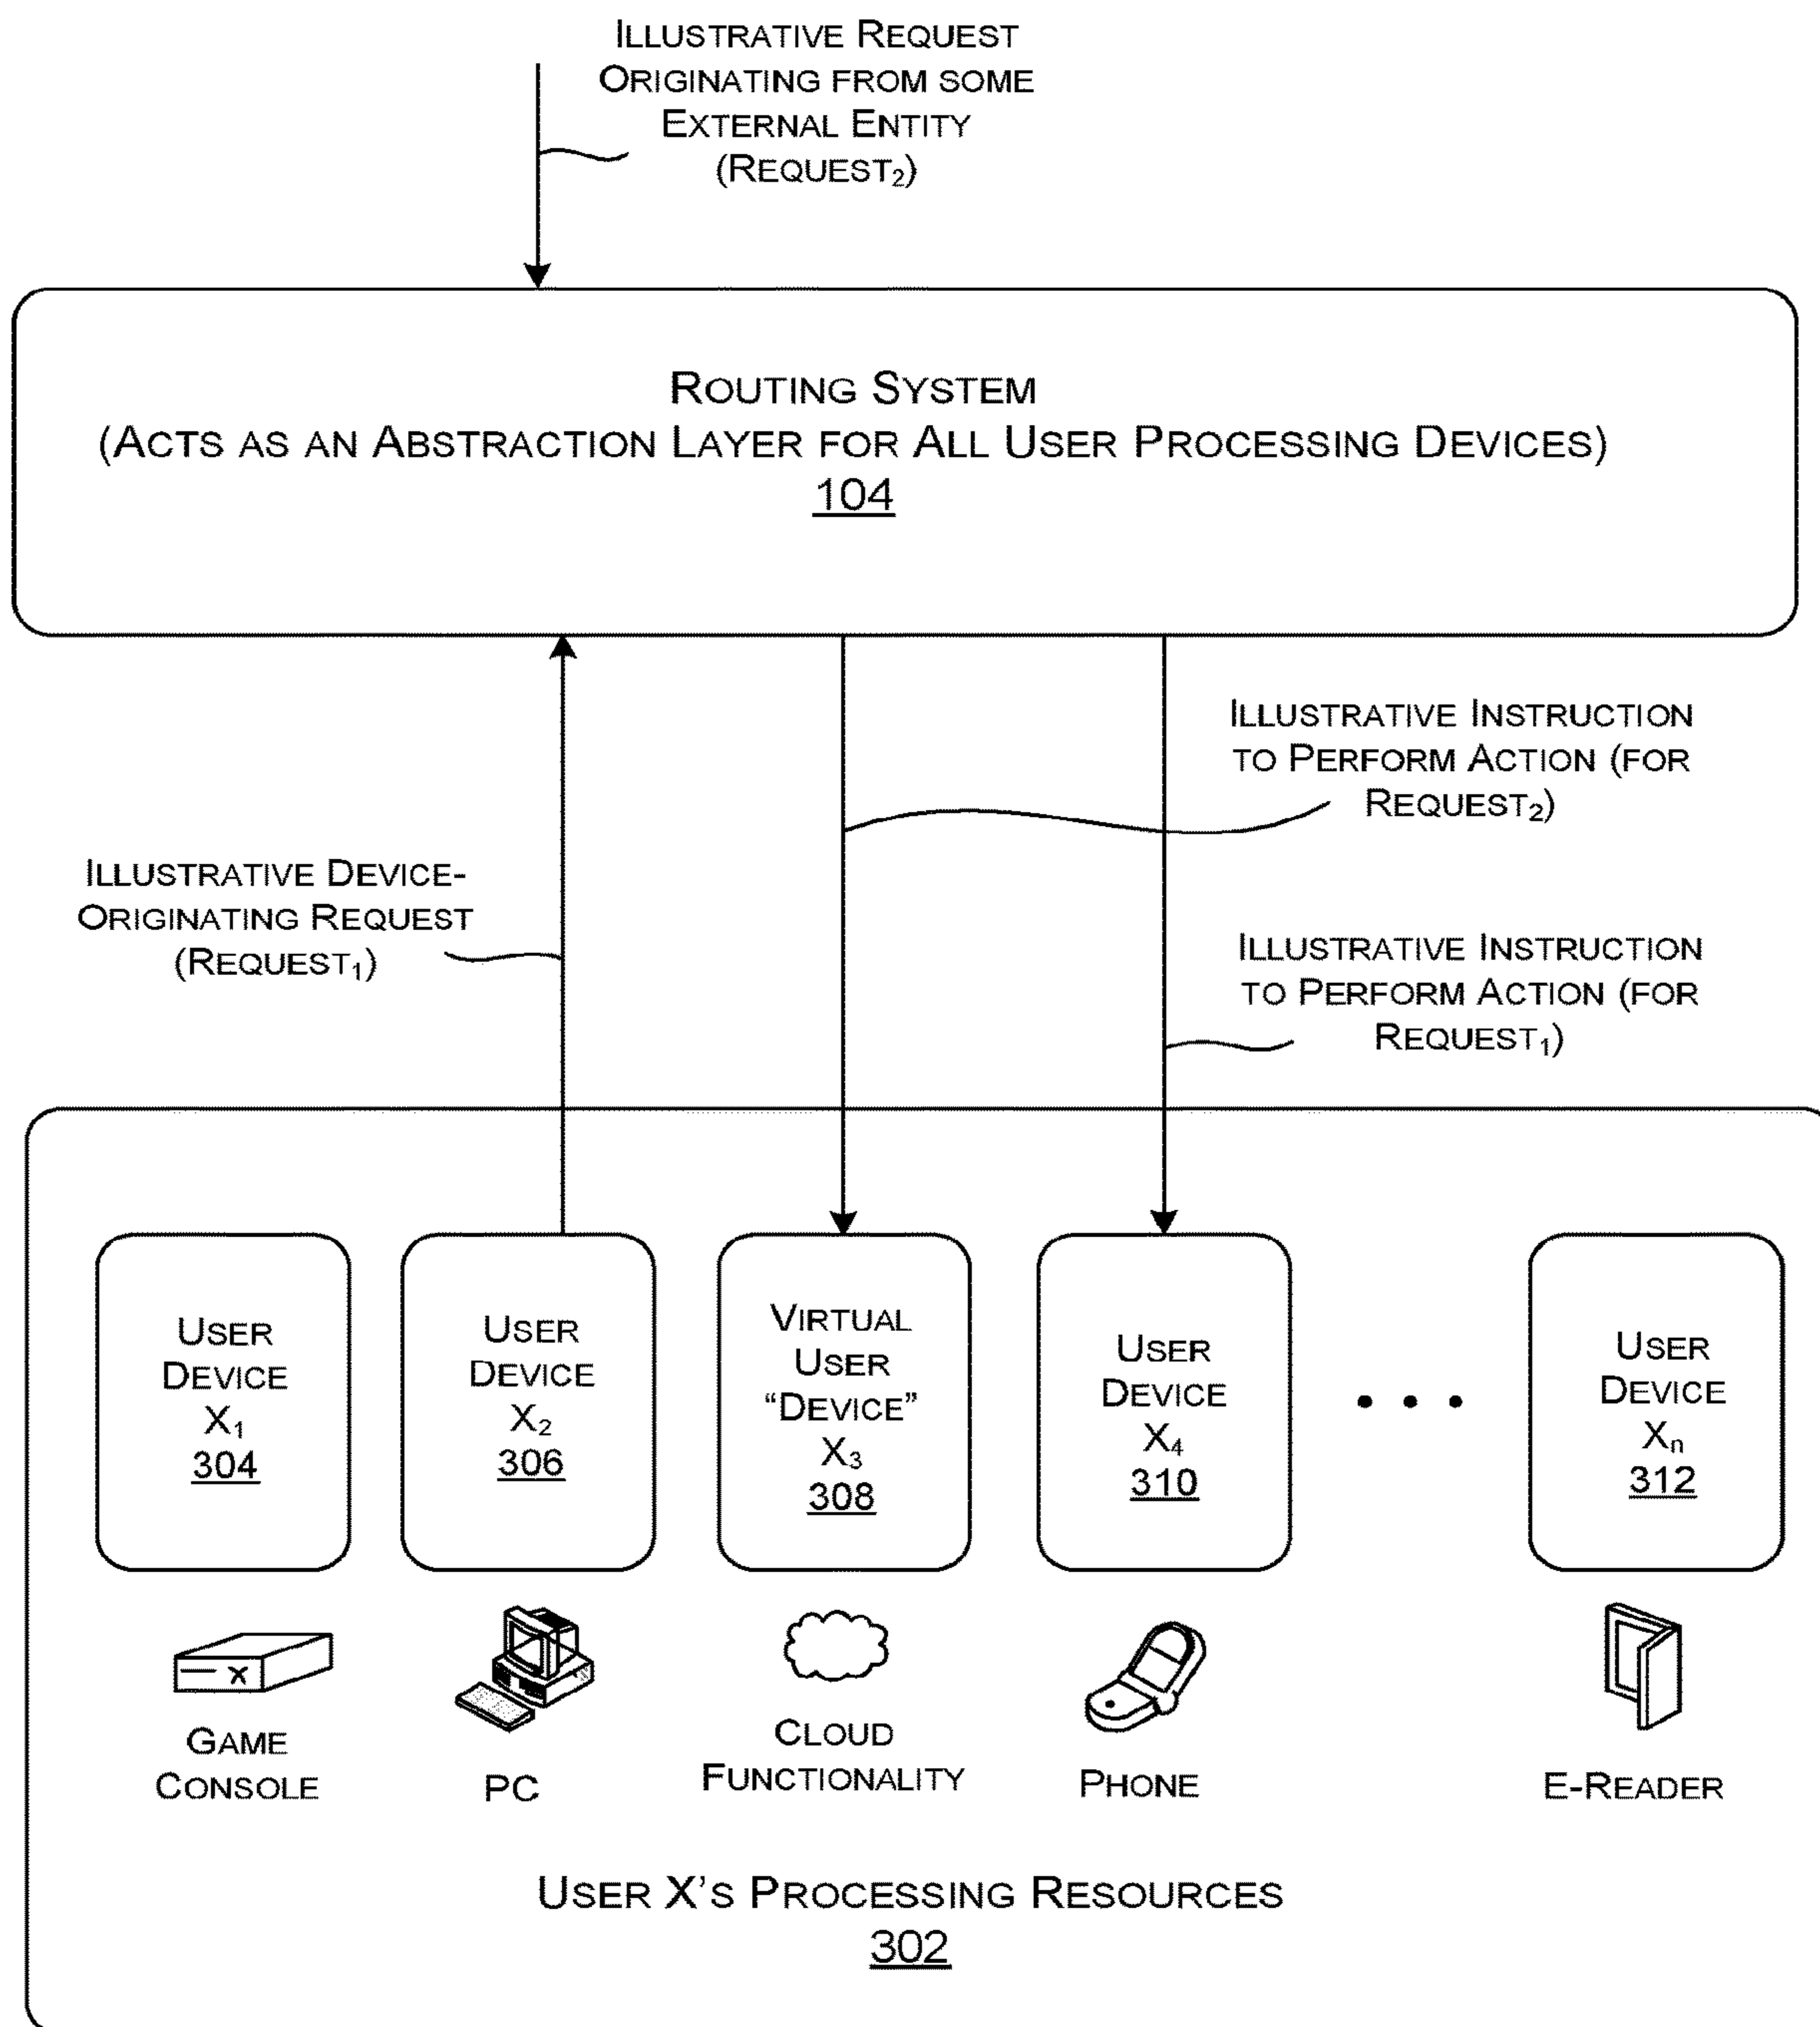 ILLUSTRATIVE REQUEST
ORIGINATING FROM SOME
EXTERNAL ENTITY
(REQUEST₂)
ROUTING SYSTEM
(ACTS AS AN ABSTRACTION LAYER FOR ALL USER PROCESSING DEVICES)
104
ILLUSTRATIVE INSTRUCTION
TO PERFORM ACTION (FOR
REQUEST₂)
ILLUSTRATIVE DEVICE-
ORIGINATING REQUEST
(REQUEST₁)
ILLUSTRATIVE INSTRUCTION
TO PERFORM ACTION (FOR
REQUEST₁)
USER
DEVICE
X₁
304
USER
DEVICE
X₂
306
VIRTUAL
USER
“DEVICE”
X₃
308
USER
DEVICE
X₄
310
• • •
USER
DEVICE
Xₙ
312
X
GAME
CONSOLE
PC
CLOUD
FUNCTIONALITY
PHONE
E-READER
USER X’S PROCESSING RESOURCES
302